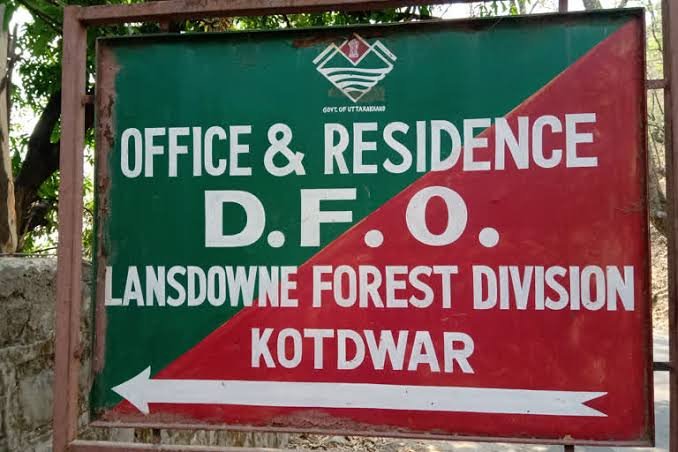 GOVT. OF UTTARAKHAND
OFFICE & RESIDENCE
D.F.O.
LANSDOWNE FOREST DIVISION
KOTDWAR